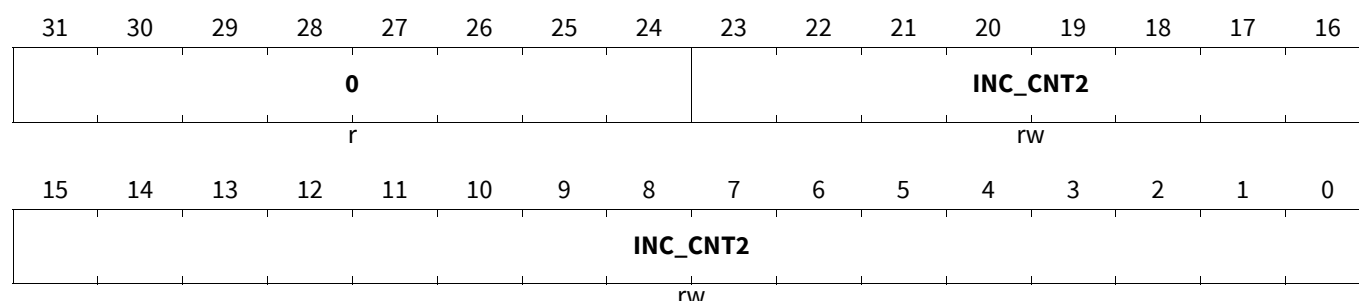 31 30 29 28 27 26 25 24 23 22 21 20 19 18 17 16
0 INC_CNT2
r rw
15 14 13 12 11 10 9 8 7 6 5 4 3 2 1 0
INC_CNT2
rw